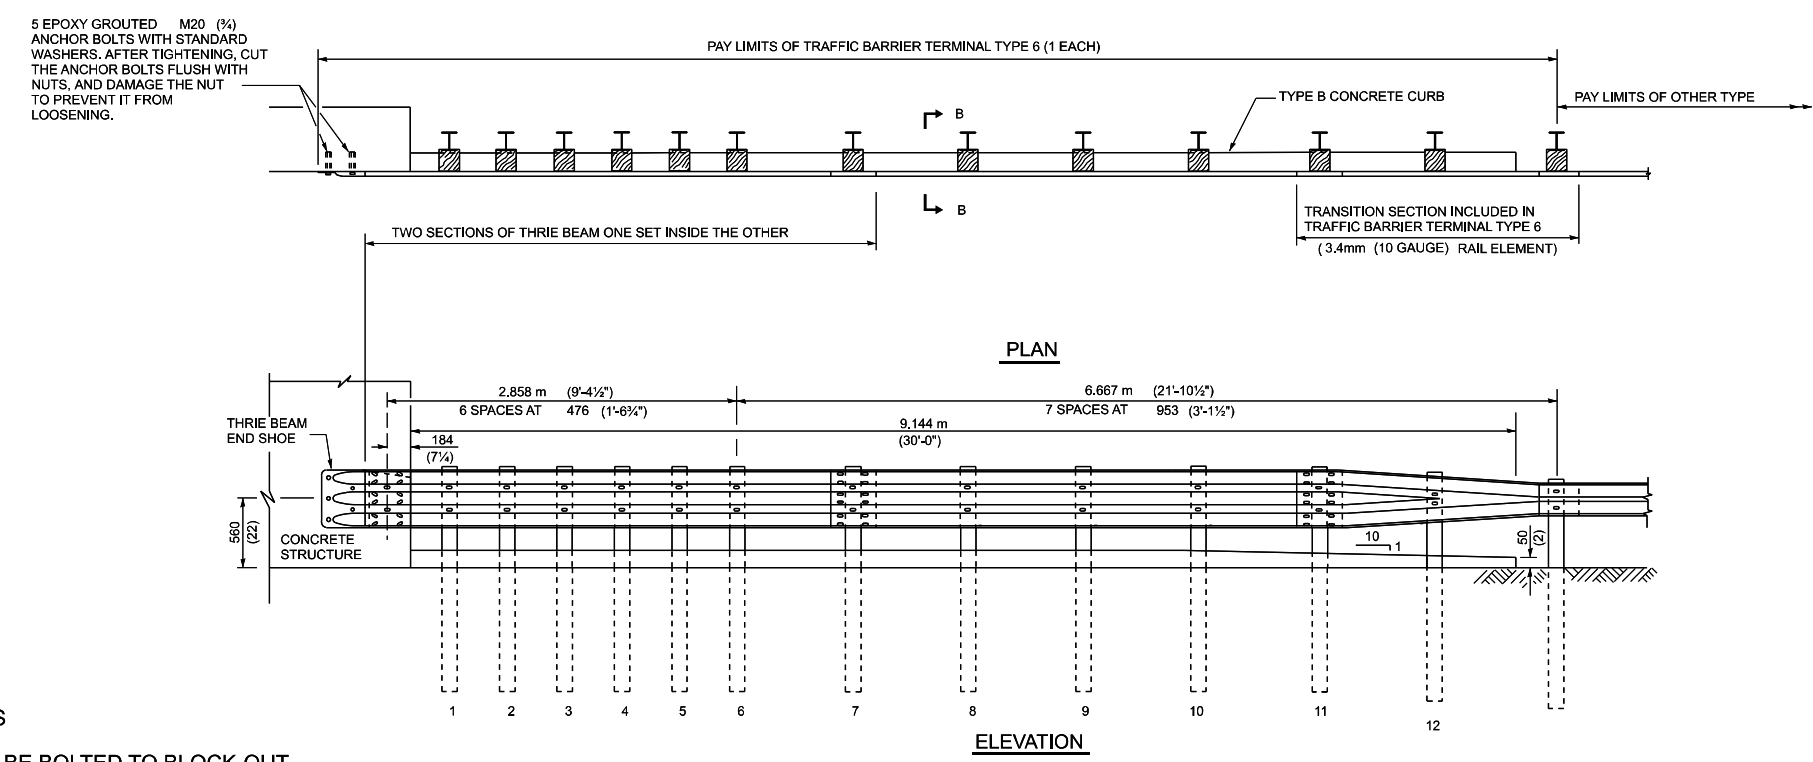 5 EPOXY GROUTED M20 (¾)
ANCHOR BOLTS WITH STANDARD
WASHERS. AFTER TIGHTENING, CUT
THE ANCHOR BOLTS FLUSH WITH
NUTS, AND DAMAGE THE NUT
TO PREVENT IT FROM
LOOSENING.
PAY LIMITS OF TRAFFIC BARRIER TERMINAL TYPE 6 (1 EACH)
PAY LIMITS OF OTHER TYPE
TYPE B CONCRETE CURB
B
B
TWO SECTIONS OF THRIE BEAM ONE SET INSIDE THE OTHER
TRANSITION SECTION INCLUDED IN
TRAFFIC BARRIER TERMINAL TYPE 6
(3.4mm (10 GAUGE) RAIL ELEMENT)
PLAN
2.858 m (9'-4½")
6 SPACES AT 476 (1'-6¾")
6.667 m (21'-10½")
7 SPACES AT 953 (3'-1½")
9.144 m
(30'-0")
THRIE BEAM
END SHOE
184
(7¼)
560
(22)
CONCRETE
STRUCTURE
10
1
50
(2)
1 2 3 4 5 6 7 8 9 10 11 12
ELEVATION
S
BE BOLTED TO BLOCK-OUT